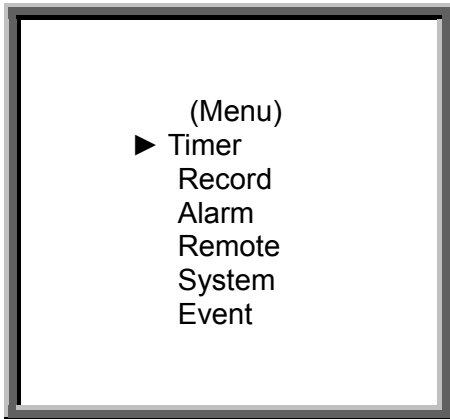 (Menu)
► Timer
Record
Alarm
Remote
System
Event